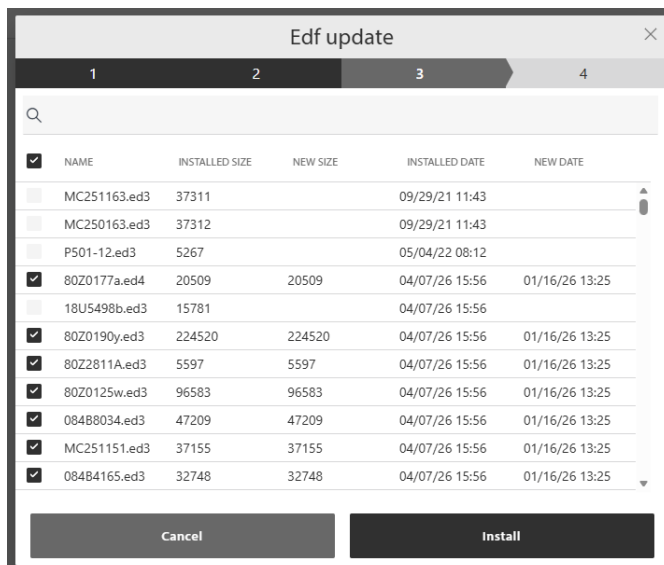 Edf update
1 2 3 4
NAME INSTALLED SIZE NEW SIZE INSTALLED DATE NEW DATE
MC251163.ed3 37311 09/29/21 11:43
MC250163.ed3 37312 09/29/21 11:43
P501-12.ed3 5267 05/04/22 08:12
80Z0177a.ed4 20509 20509 04/07/26 15:56 01/16/26 13:25
18U5498b.ed3 15781 04/07/26 15:56
80Z0190y.ed3 224520 224520 04/07/26 15:56 01/16/26 13:25
80Z2811A.ed3 5597 5597 04/07/26 15:56 01/16/26 13:25
80Z0125w.ed3 96583 96583 04/07/26 15:56 01/16/26 13:25
084B8034.ed3 47209 47209 04/07/26 15:56 01/16/26 13:25
MC251151.ed3 37155 37155 04/07/26 15:56 01/16/26 13:25
084B4165.ed3 32748 32748 04/07/26 15:56 01/16/26 13:25
Cancel Install